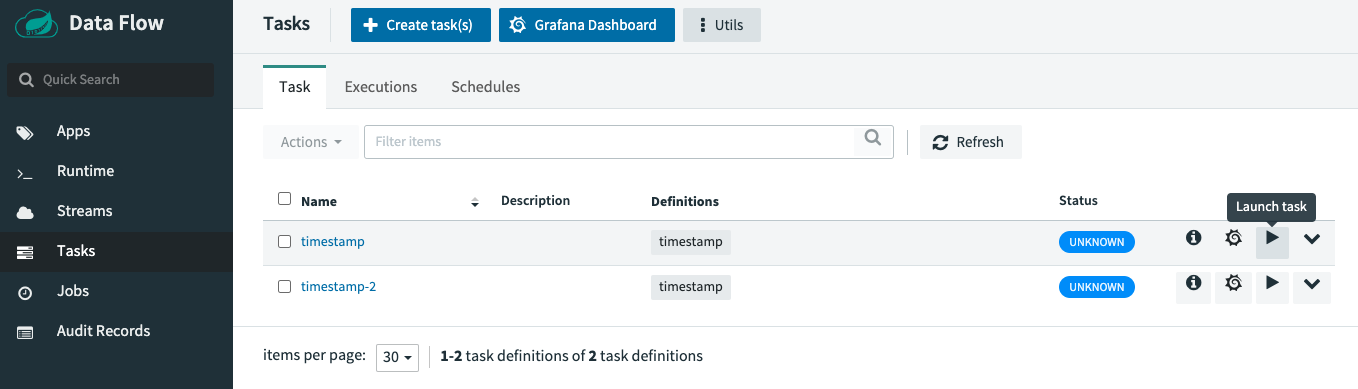 Data Flow
Quick Search
Apps
Runtime
Streams
Tasks
Jobs
Audit Records
Tasks Create task(s) Grafana Dashboard Utils
Task Executions Schedules
Actions Filter items Refresh
Name Description Definitions Status
Launch task
timestamp timestamp UNKNOWN
timestamp-2 timestamp UNKNOWN
items per page: 30 1-2 task definitions of 2 task definitions